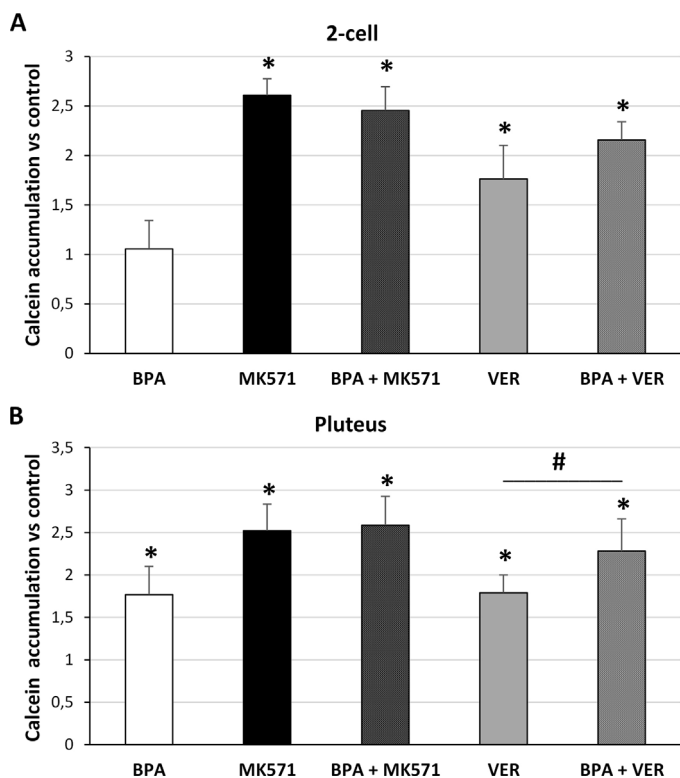 A
2-cell
Calcein accumulation vs control
3
2,5
2
1,5
1
0,5
0
* * * *
BPA MK571 BPA + MK571 VER BPA + VER
B
Pluteus
Calcein accumulation vs control
3,5
3
2,5
2
1,5
1
0,5
0
#
* * * * *
BPA MK571 BPA + MK571 VER BPA + VER